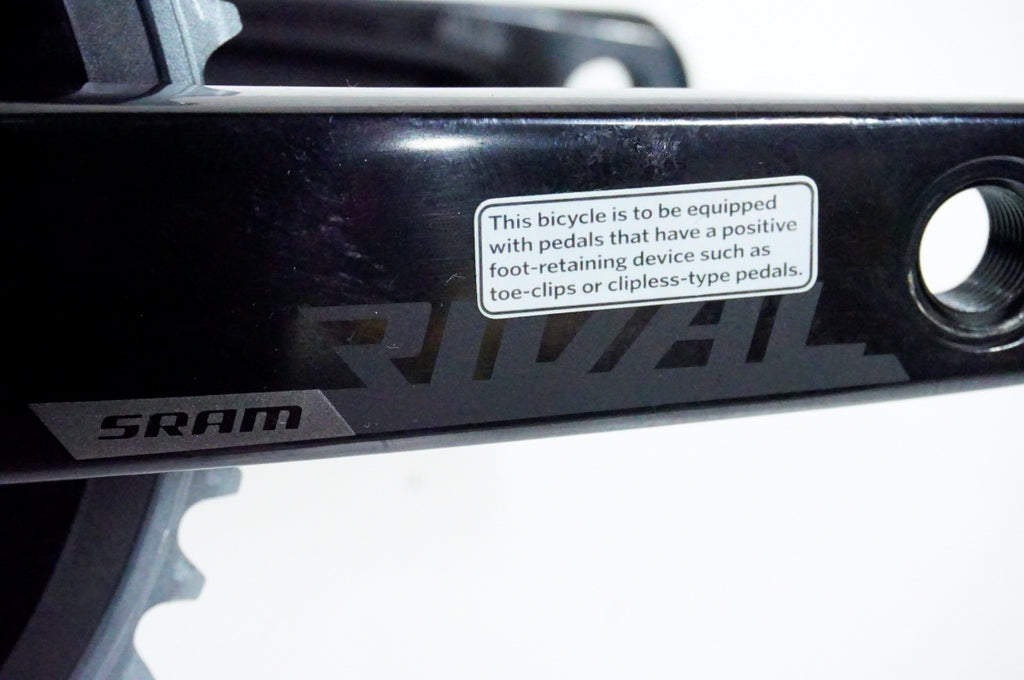 This bicycle is to be equipped
with pedals that have a positive
foot-retaining device such as
toe-clips or clipless-type pedals.
RIVAL
SRAM